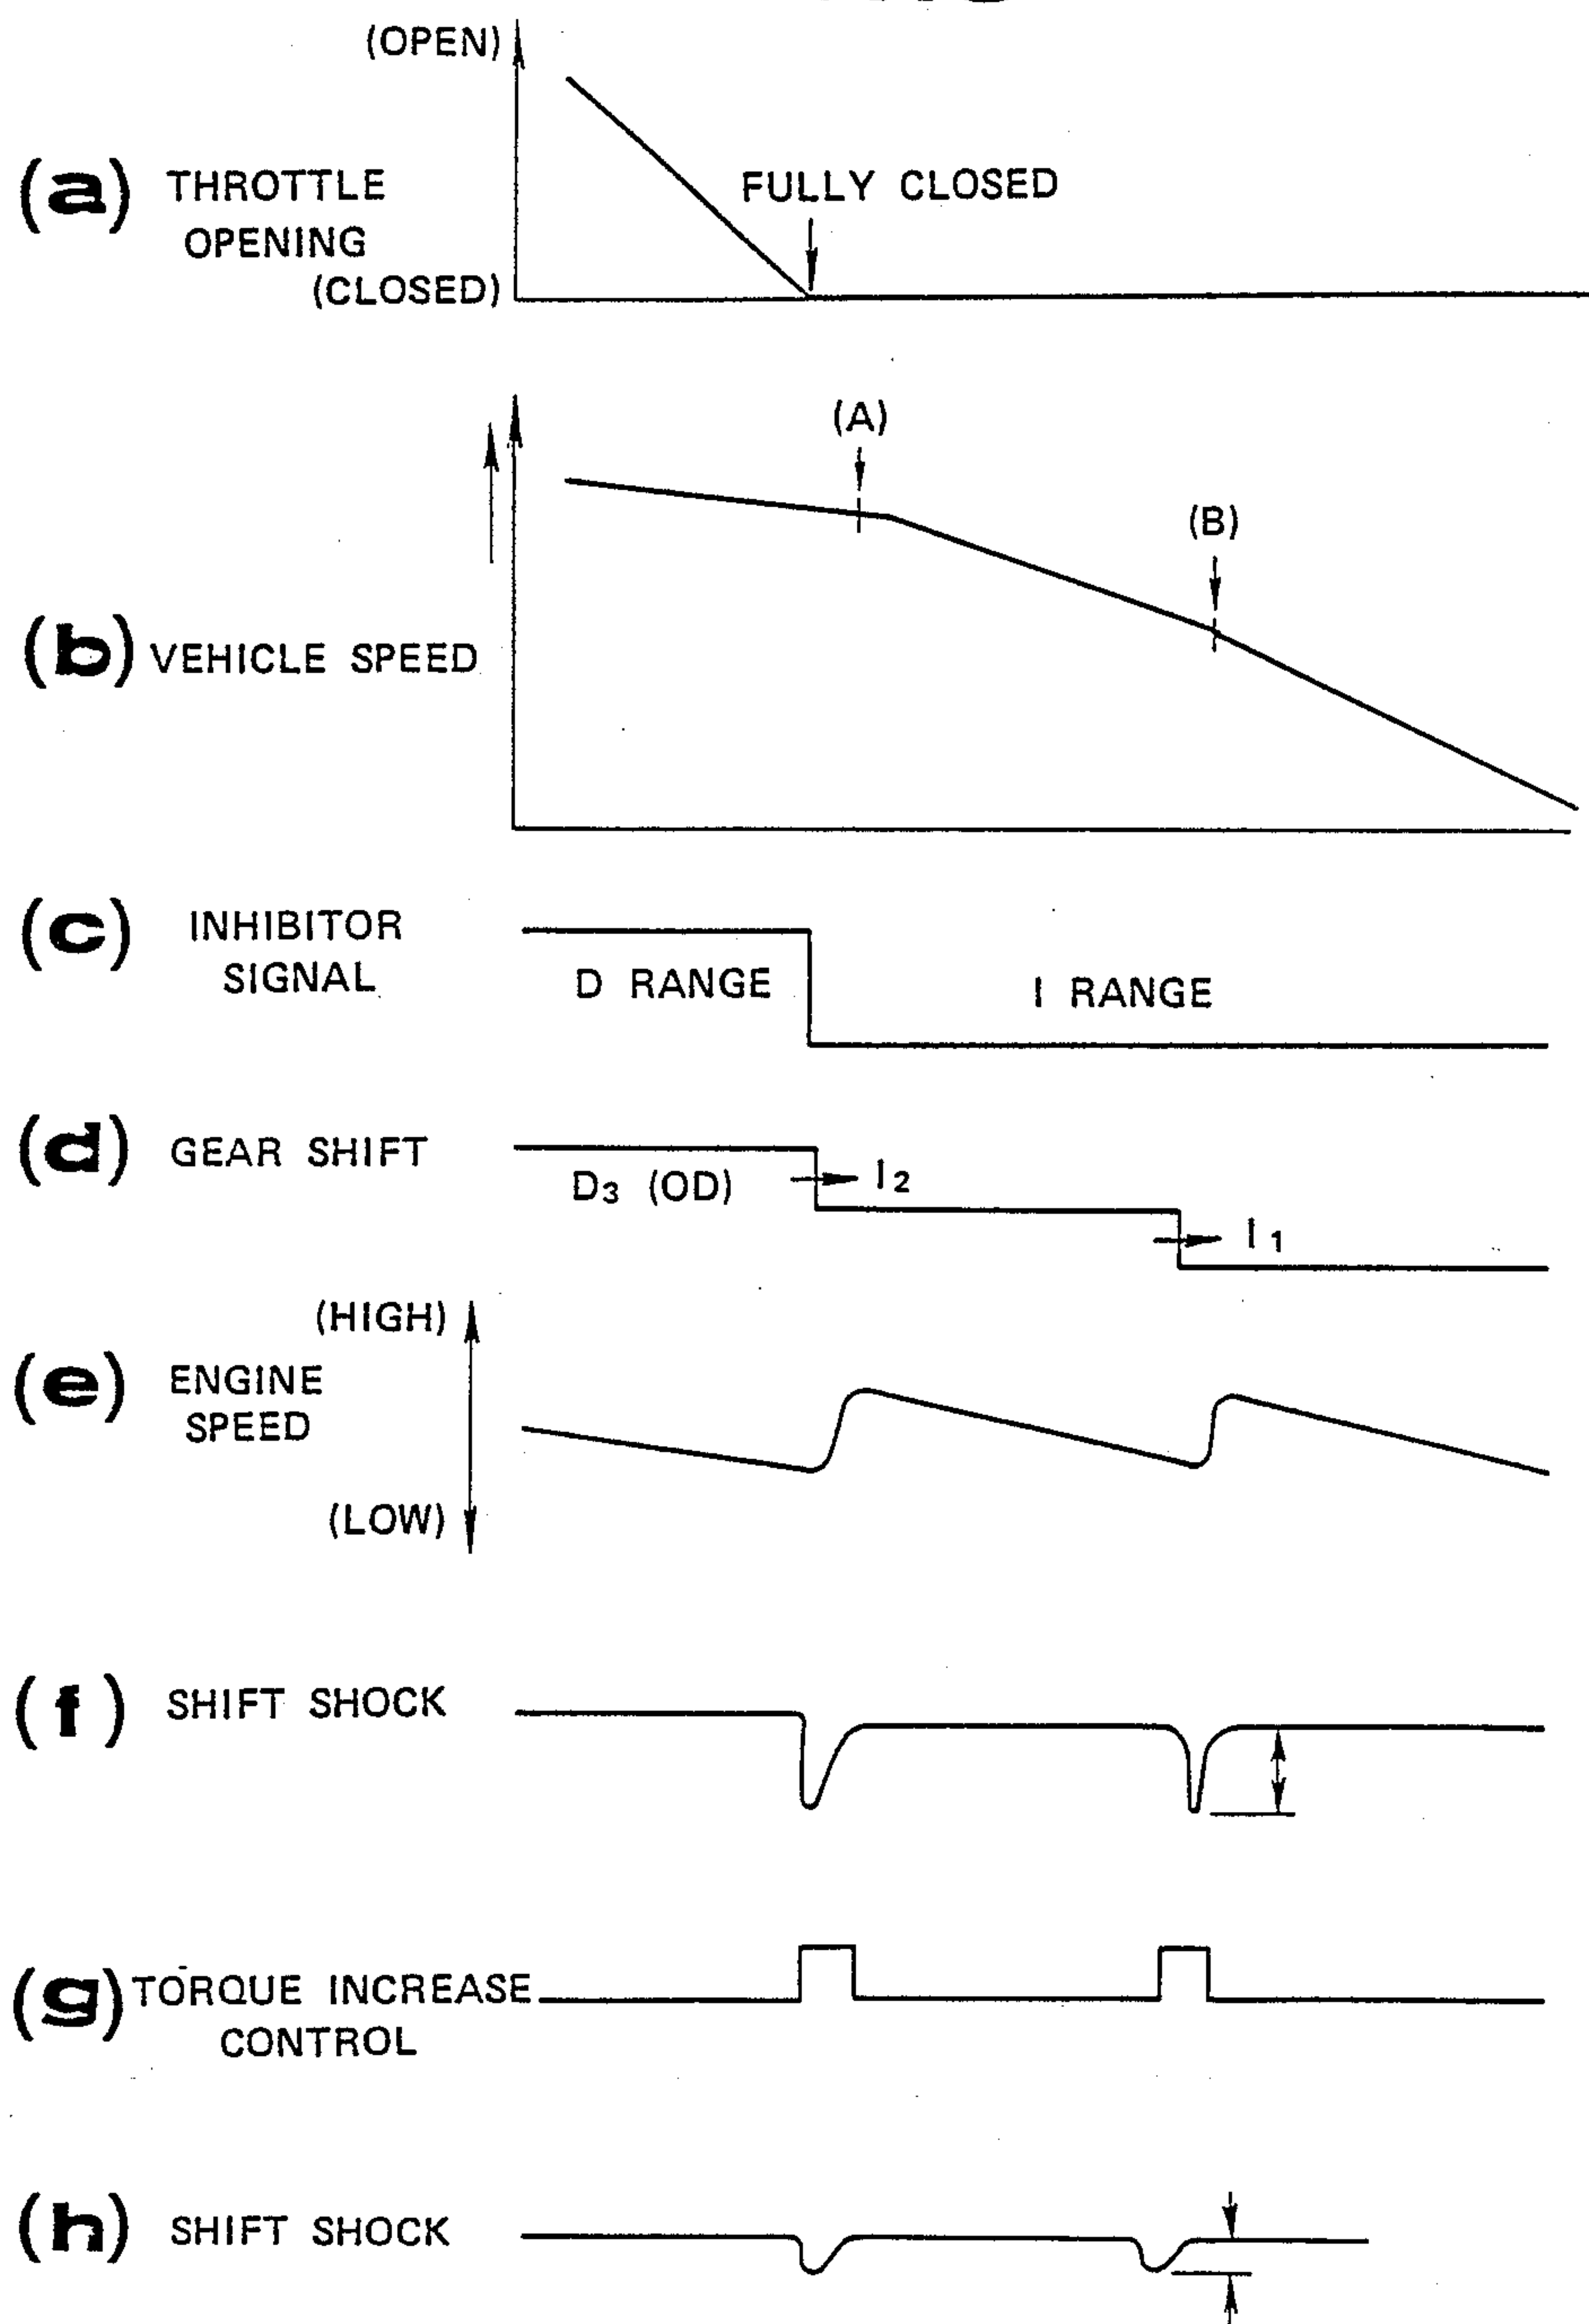 (OPEN)
(a) THROTTLE
OPENING
(CLOSED)
FULLY CLOSED
(A)
(B)
(b) VEHICLE SPEED
(c) INHIBITOR
SIGNAL
D RANGE
I RANGE
(d) GEAR SHIFT
D3 (OD)
I2
I1
(HIGH)
(e) ENGINE
SPEED
(LOW)
(f) SHIFT SHOCK
(g) TORQUE INCREASE
CONTROL
(h) SHIFT SHOCK